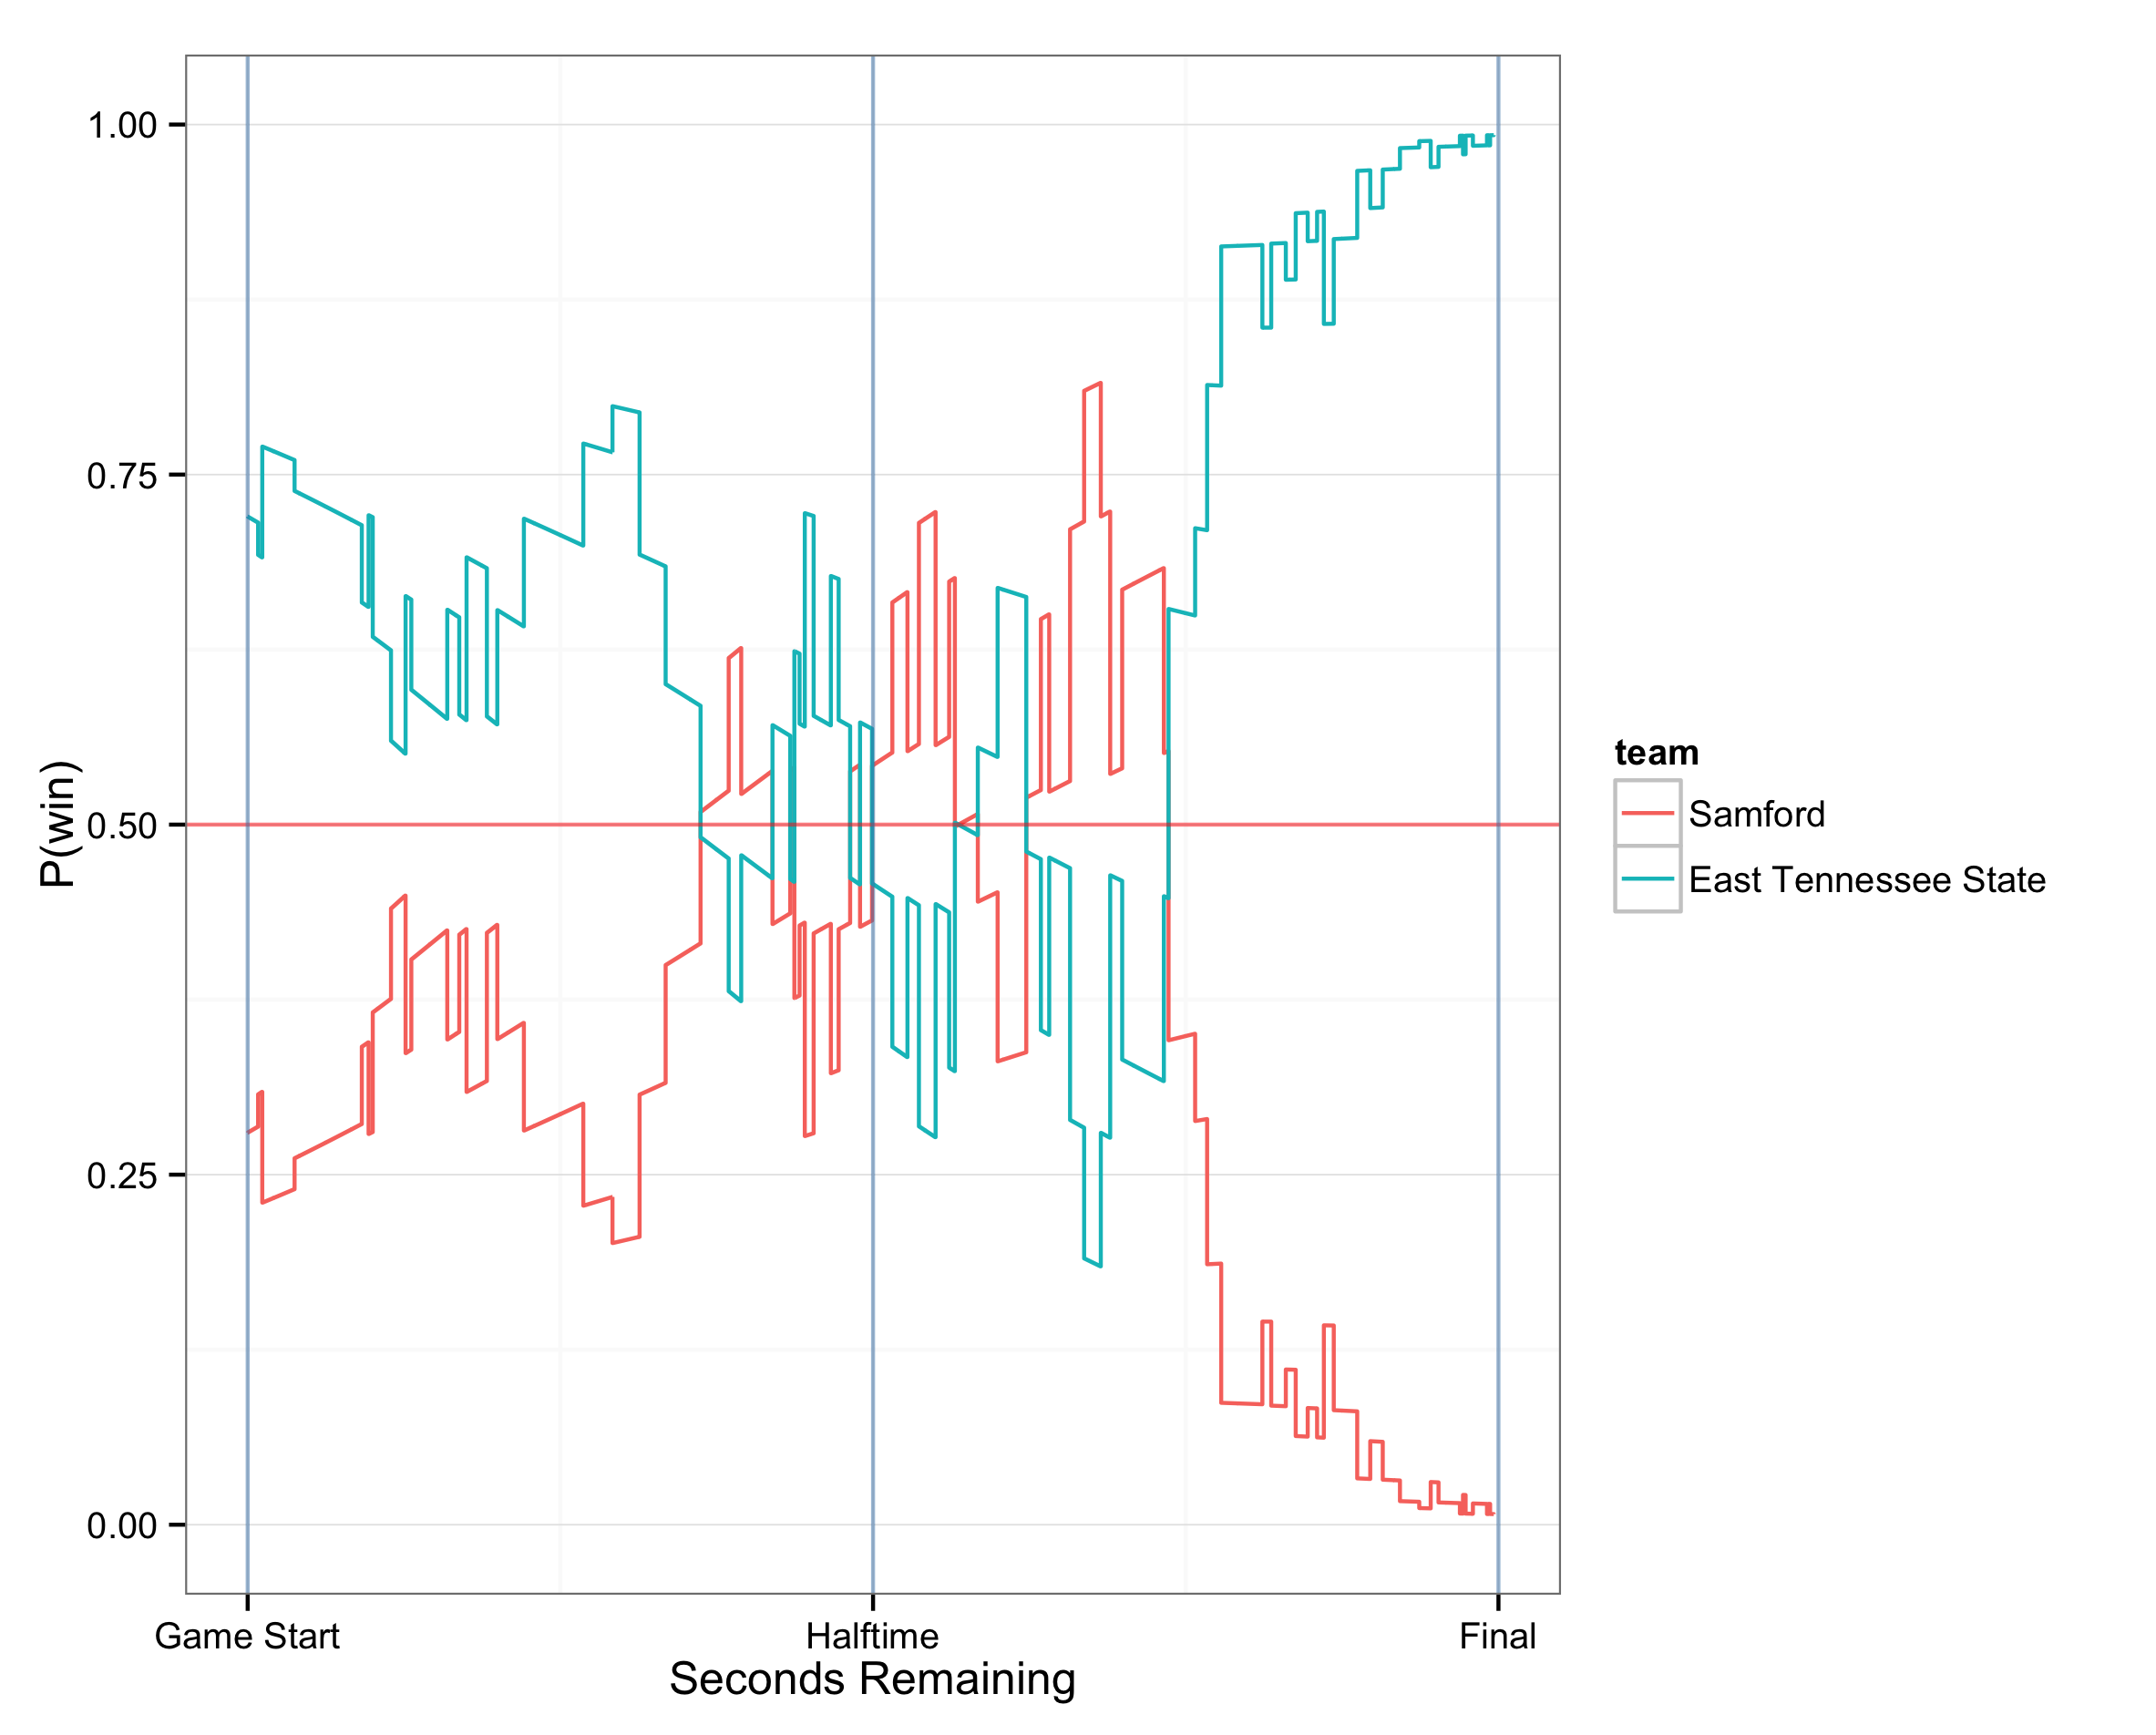 1.00
0.75
0.50
0.25
0.00
P(win)
Game Start
Halftime
Final
Seconds Remaining
team
Samford
East Tennessee State